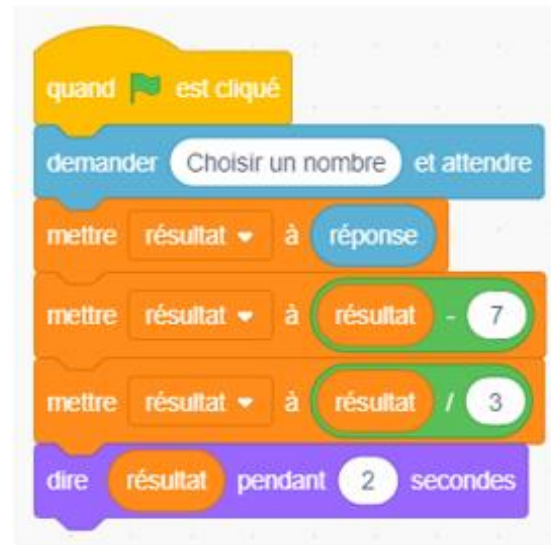 quand est cliqué
demander Choisir un nombre et attendre
mettre résultat à réponse
mettre résultat à résultat - 7
mettre résultat à résultat / 3
dire résultat pendant 2 secondes